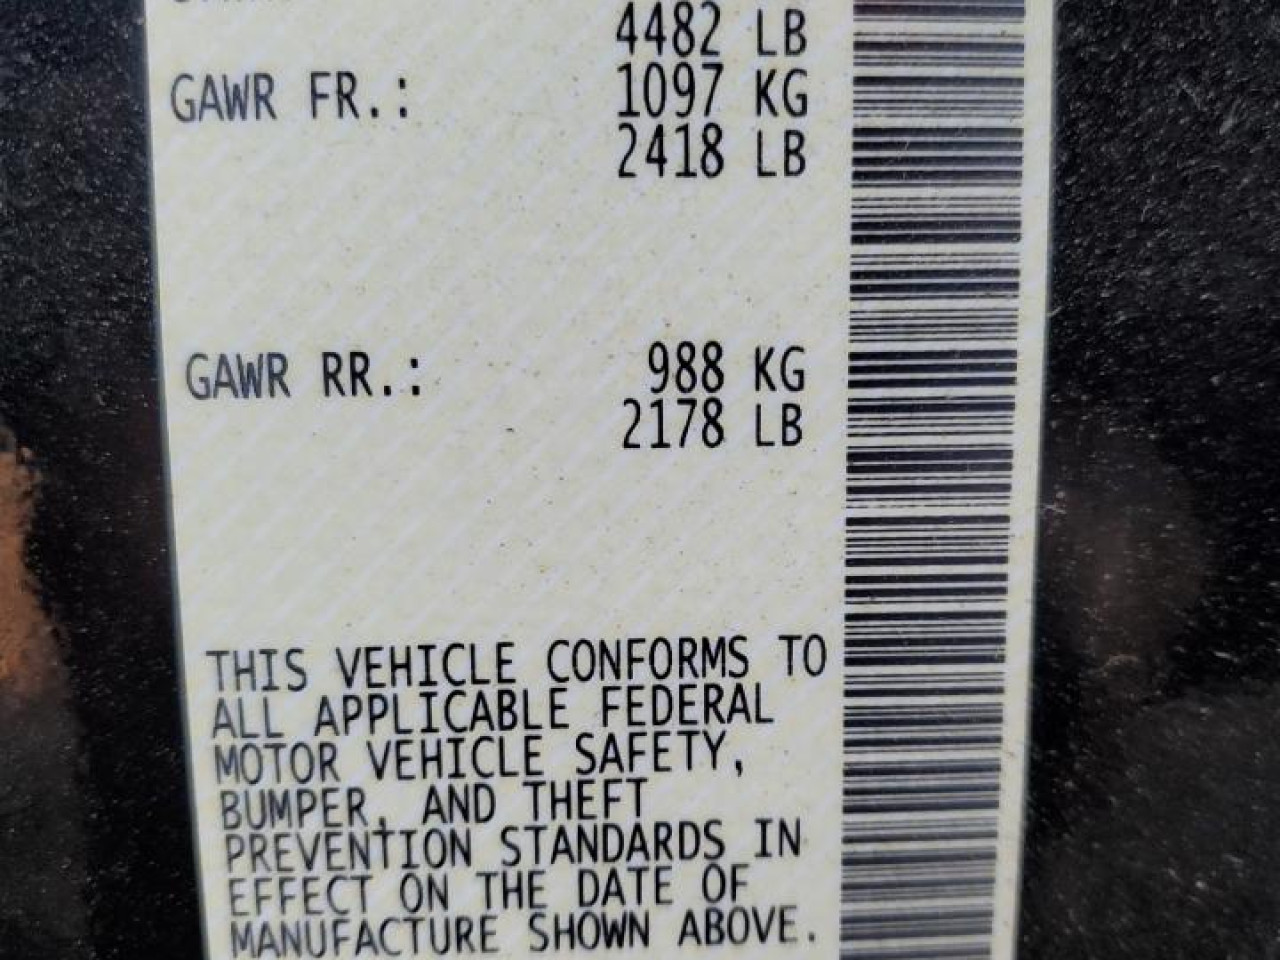 4482 LB
GAWR FR.: 1097 KG
2418 LB
GAWR RR.: 988 KG
2178 LB
THIS VEHICLE CONFORMS TO
ALL APPLICABLE FEDERAL
MOTOR VEHICLE SAFETY,
BUMPER, AND THEFT
PREVENTION STANDARDS IN
EFFECT ON THE DATE OF
MANUFACTURE SHOWN ABOVE.